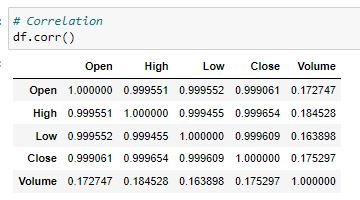 # Correlation
df.corr()
Open High Low Close Volume
Open 1.000000 0.999551 0.999552 0.999061 0.172747
High 0.999551 1.000000 0.999455 0.999654 0.184528
Low 0.999552 0.999455 1.000000 0.999609 0.163898
Close 0.999061 0.999654 0.999609 1.000000 0.175297
Volume 0.172747 0.184528 0.163898 0.175297 1.000000